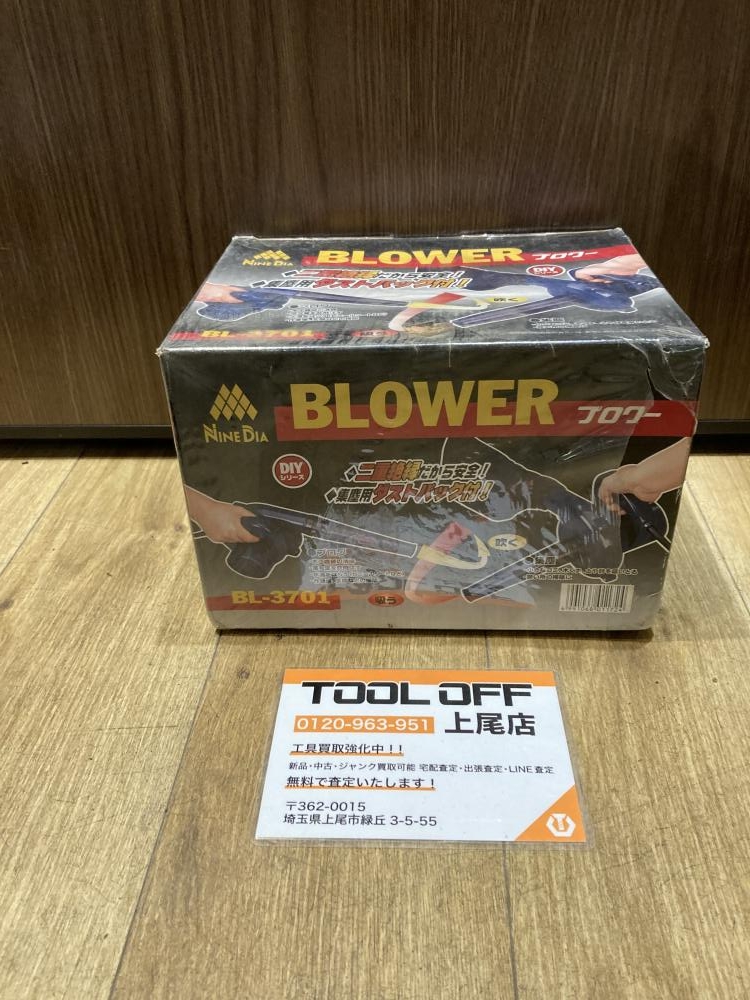 NINE DIA
BLOWER ブロワー
◆二重絶縁だから安全!
◆集塵用ダストバック付!
DIY
吹く
BL-3701
NINE DIA
BLOWER ブロワー
DIY
シリーズ
◆二重絶縁だから安全!
◆集塵用ダストバック付!
吹く
BL-3701
吸う
TOOL OFF
0120-963-951 上尾店
工具買取強化中!!
新品・中古・ジャンク買取可能 宅配査定・出張査定・LINE査定
無料で査定いたします!
〒362-0015
埼玉県上尾市緑丘 3-5-55